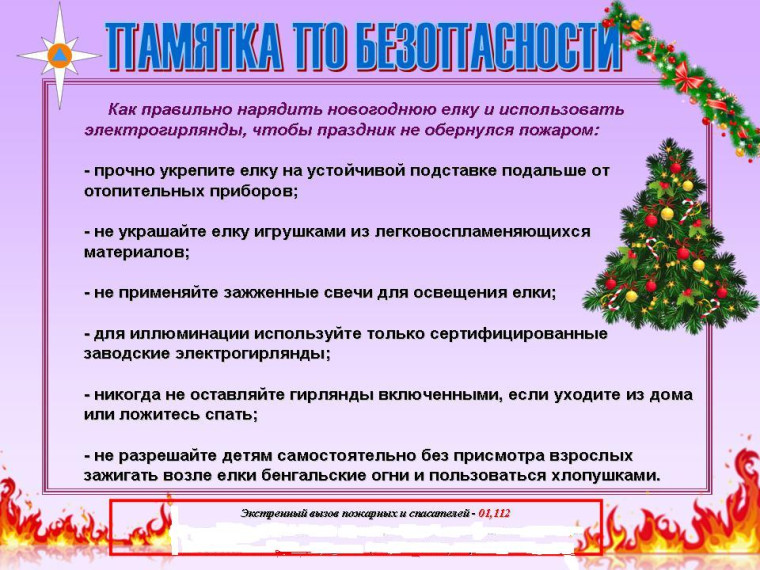 ПАМЯТКА ПО БЕЗОПАСНОСТИ
Как правильно нарядить новогоднюю елку и использовать
электрогирлянды, чтобы праздник не обернулся пожаром:
- прочно укрепите елку на устойчивой подставке подальше от
отопительных приборов;
- не украшайте елку игрушками из легковоспламеняющихся
материалов;
- не применяйте зажженные свечи для освещения елки;
- для иллюминации используйте только сертифицированные
заводские электрогирлянды;
- никогда не оставляйте гирлянды включенными, если уходите из дома
или ложитесь спать;
- не разрешайте детям самостоятельно без присмотра взрослых
зажигать возле елки бенгальские огни и пользоваться хлопушками.
Экстренный вызов пожарных и спасателей - 01,112